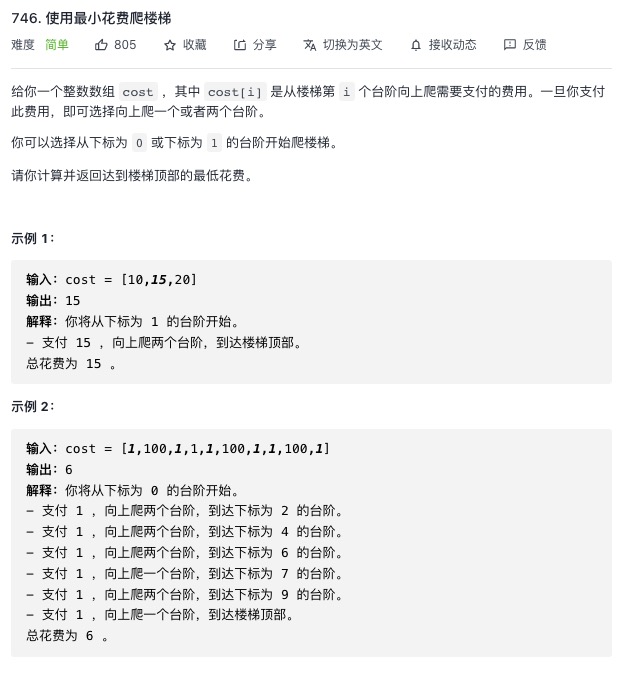 746. 使用最小花费爬楼梯
难度 简单 805 收藏 分享 切换为英文 接收动态 反馈
给你一个整数数组 cost ，其中 cost[i] 是从楼梯第 i 个台阶向上爬需要支付的费用。一旦你支付
此费用，即可选择向上爬一个或者两个台阶。
你可以选择从下标为 0 或下标为 1 的台阶开始爬楼梯。
请你计算并返回达到楼梯顶部的最低花费。
示例 1：
输入：cost = [10,15,20]
输出：15
解释：你将从下标为 1 的台阶开始。
- 支付 15 ，向上爬两个台阶，到达楼梯顶部。
总花费为 15 。
示例 2：
输入：cost = [1,100,1,1,1,100,1,1,100,1]
输出：6
解释：你将从下标为 0 的台阶开始。
- 支付 1 ，向上爬两个台阶，到达下标为 2 的台阶。
- 支付 1 ，向上爬两个台阶，到达下标为 4 的台阶。
- 支付 1 ，向上爬两个台阶，到达下标为 6 的台阶。
- 支付 1 ，向上爬一个台阶，到达下标为 7 的台阶。
- 支付 1 ，向上爬两个台阶，到达下标为 9 的台阶。
- 支付 1 ，向上爬一个台阶，到达楼梯顶部。
总花费为 6 。